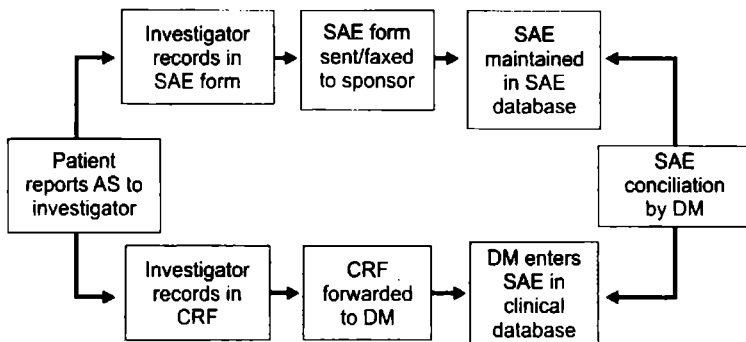 Investigator
records in
SAE form
SAE form
sent/faxed
to sponsor
SAE
maintained
in SAE
database
Patient
reports AS to
investigator
SAE
conciliation
by DM
Investigator
records in
CRF
CRF
forwarded
to DM
DM enters
SAE in
clinical
database